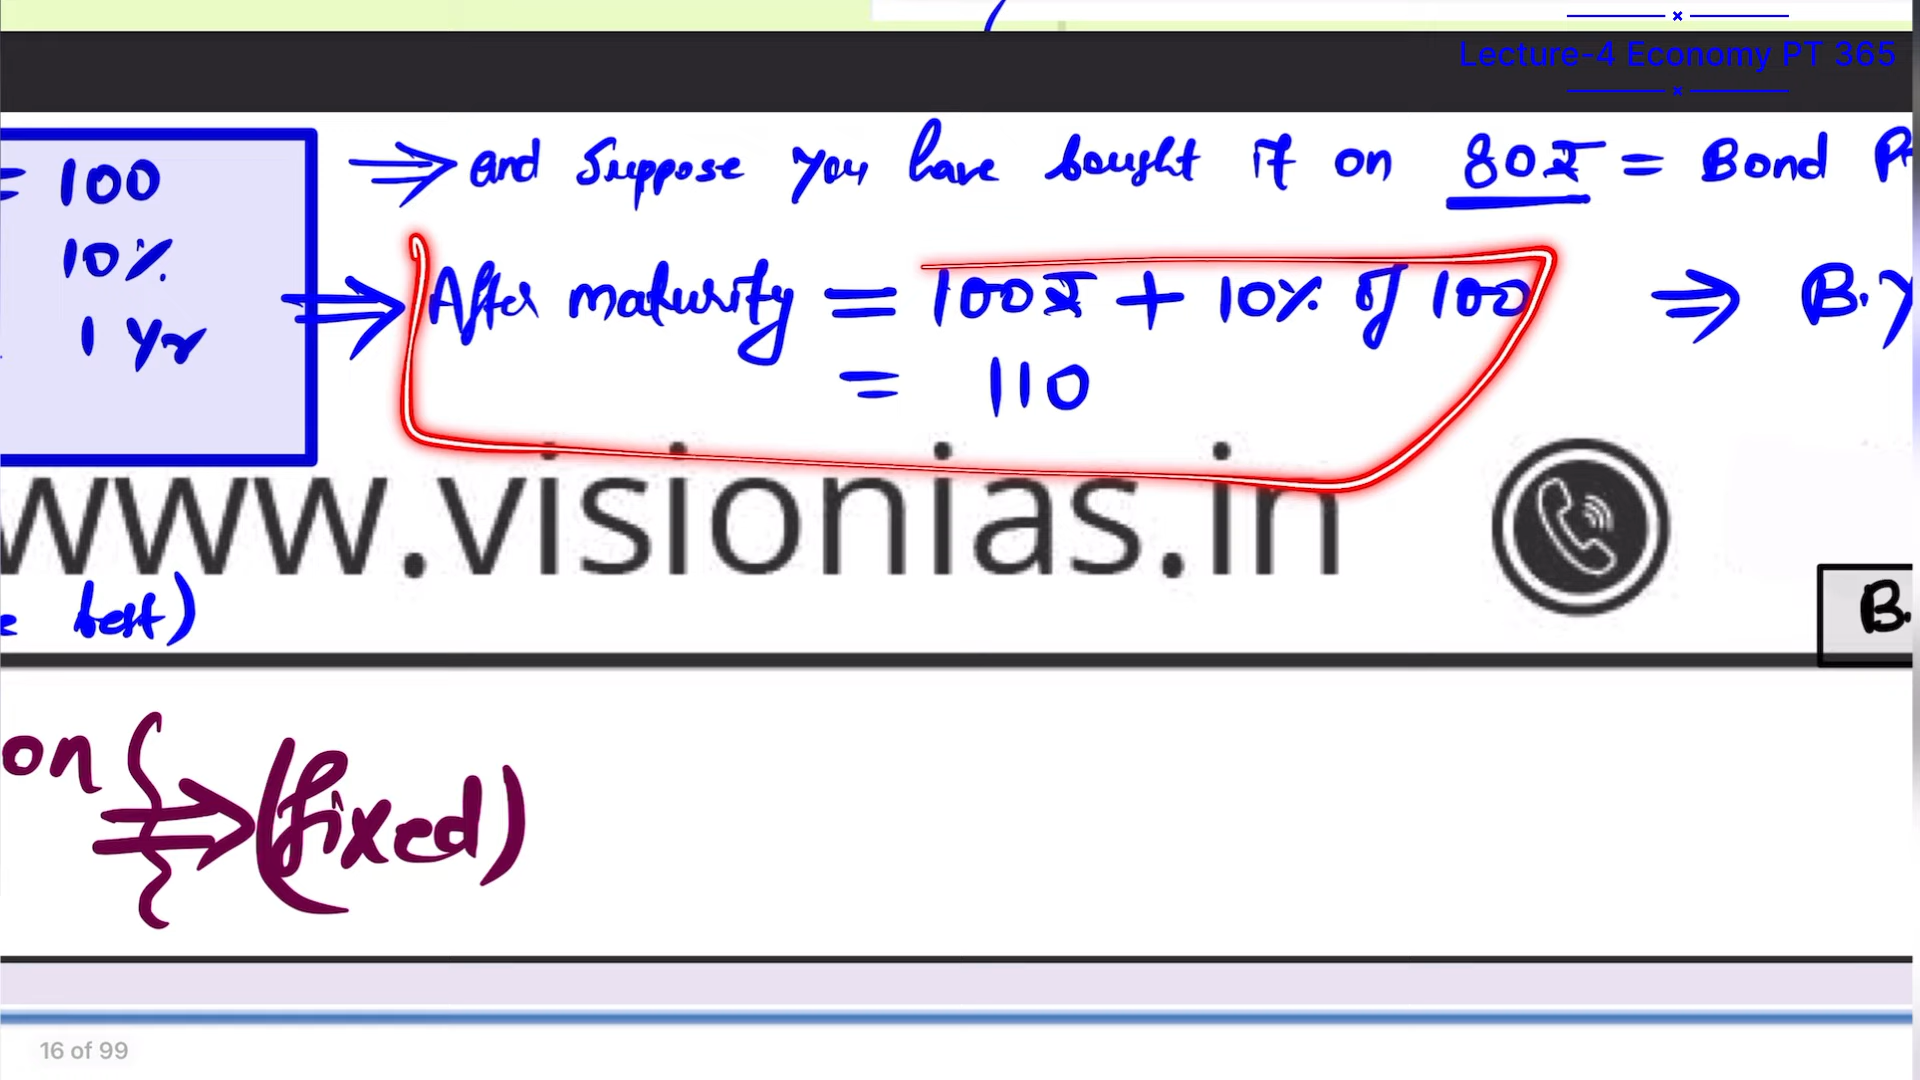 Lecture-4 Economy PT 365
= 100
10%
1 Yr
⇒ and suppose you have bought it on 80₹ = Bond
⇒ After maturity = 100₹ + 10% of 100 ⇒ B.Y
= 110
www.visionias.in
best)
B.
on ⇒ (fixed)
16 of 99